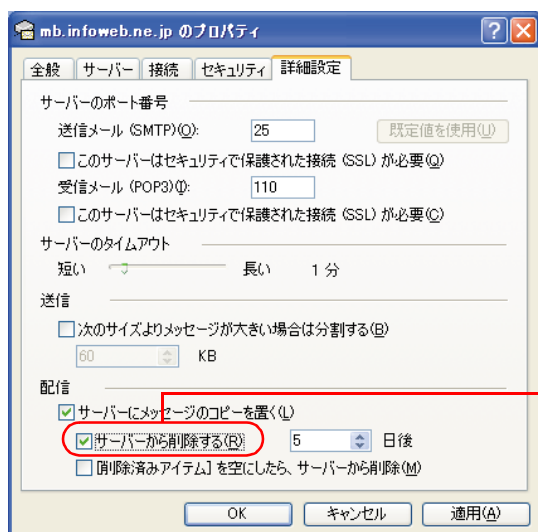 mb.infoweb.ne.jp のプロパティ
全般 サーバー 接続 セキュリティ 詳細設定
サーバーのポート番号
送信メール (SMTP)(O): 25 既定値を使用(U)
このサーバーはセキュリティで保護された接続 (SSL) が必要(Q)
受信メール (POP3)(I): 110
このサーバーはセキュリティで保護された接続 (SSL) が必要(C)
サーバーのタイムアウト
短い 長い 1 分
送信
次のサイズよりメッセージが大きい場合は分割する(B)
60 KB
配信
サーバーにメッセージのコピーを置く(L)
サーバーから削除する(R) 5 日後
[削除済みアイテム] を空にしたら、サーバーから削除(M)
OK キャンセル 適用(A)